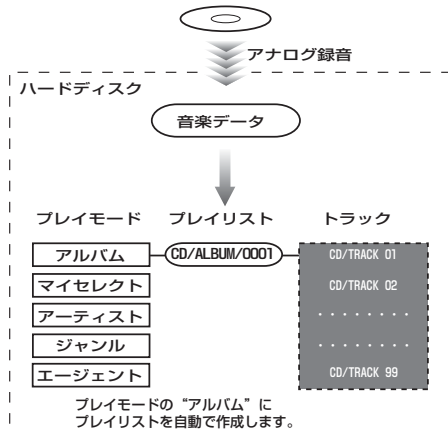 アナログ録音
ハードディスク
音楽データ
プレイモード プレイリスト トラック
アルバム CD/ALBUM/0001 CD/TRACK 01
マイセレクト CD/TRACK 02
アーティスト ........
ジャンル ........
エージェント CD/TRACK 99
プレイモードの“アルバム”に
プレイリストを自動で作成します。